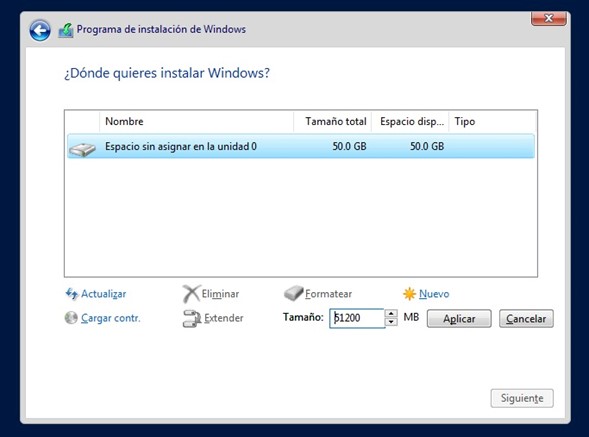 Programa de instalación de Windows
¿Dónde quieres instalar Windows?
Nombre Tamaño total Espacio disp... Tipo
Espacio sin asignar en la unidad 0 50.0 GB 50.0 GB
Actualizar Eliminar Formatear Nuevo
Cargar contr. Extender Tamaño: 51200 MB Aplicar Cancelar
Siguiente